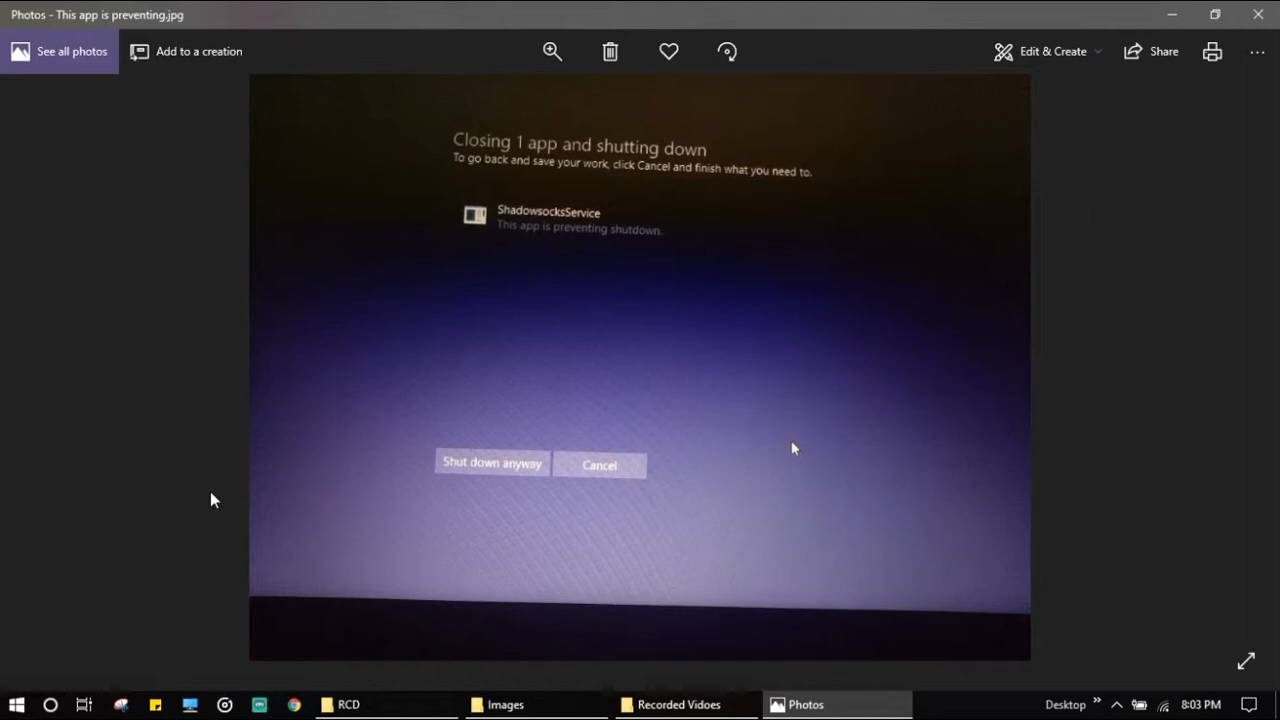 Photos - This app is preventing.jpg
See all photos
Add to a creation
Edit & Create
Share
Closing 1 app and shutting down
To go back and save your work, click Cancel and finish what you need to.
ShadowsocksService
This app is preventing shutdown.
Shut down anyway
Cancel
RCD
Images
Recorded Vidoes
Photos
Desktop
8:03 PM